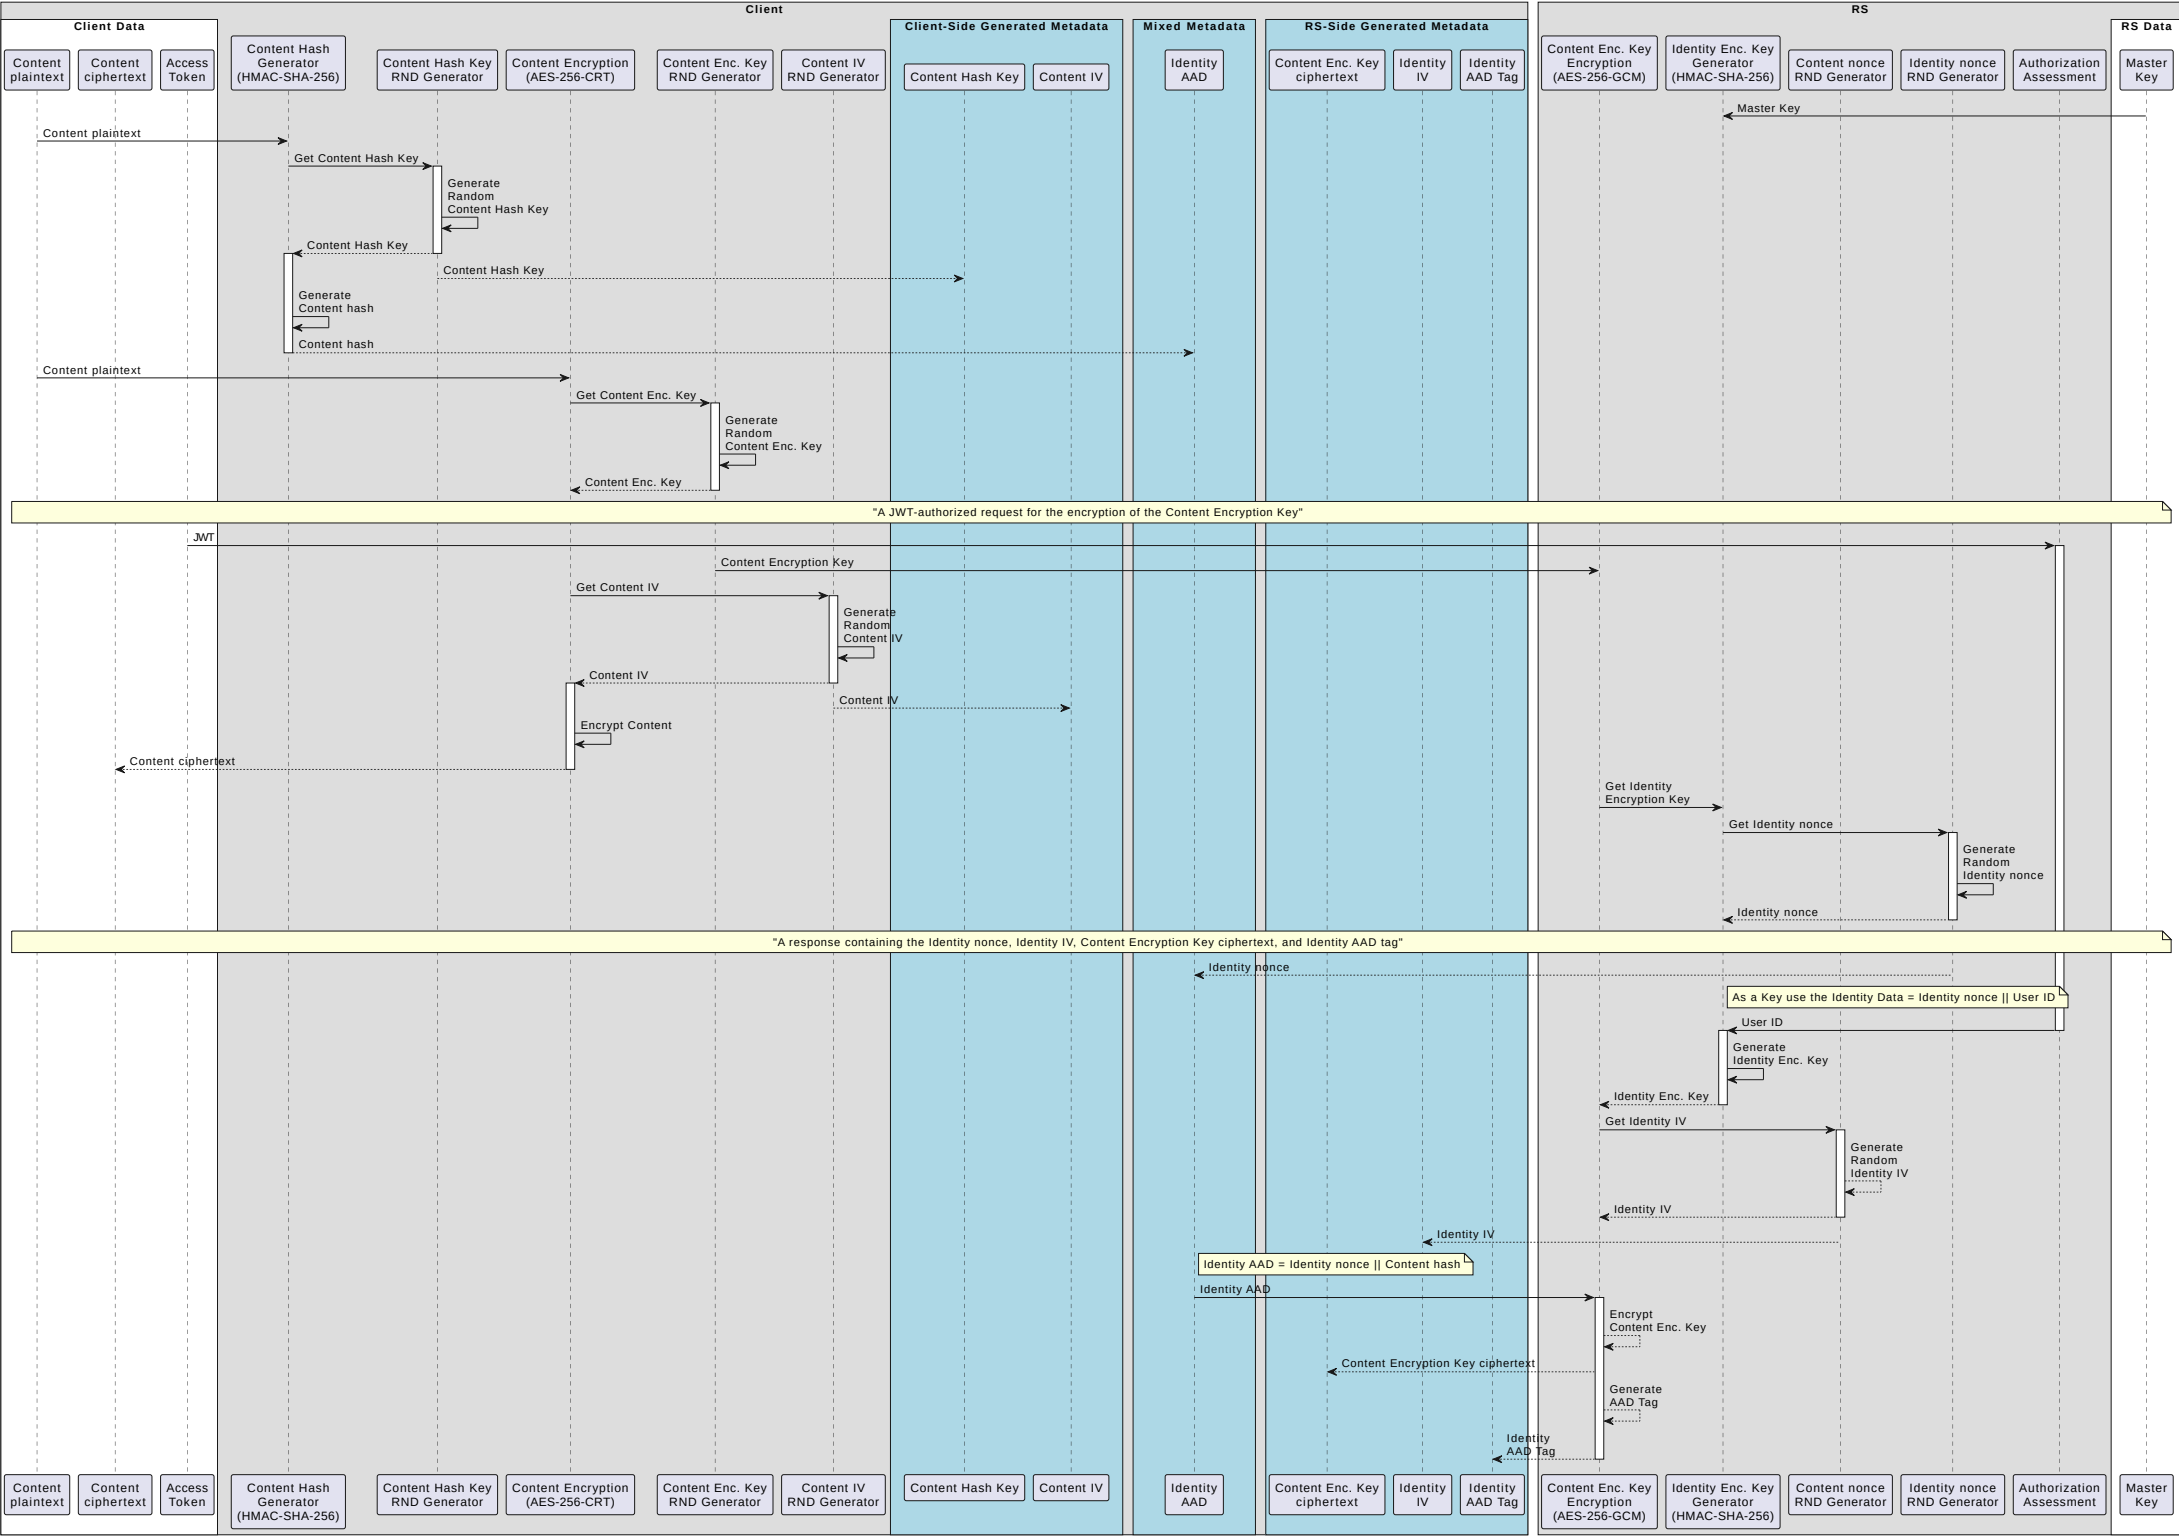 Client
RS
Client Data
Client-Side Generated Metadata
Mixed Metadata
RS-Side Generated Metadata
RS Data
Content
plaintext
Content
ciphertext
Access
Token
Content Hash
Generator
(HMAC-SHA-256)
Content Hash Key
RND Generator
Content Encryption
(AES-256-CRT)
Content Enc. Key
RND Generator
Content IV
RND Generator
Content Hash Key
Content IV
Identity
AAD
Content Enc. Key
ciphertext
Identity
IV
Identity
AAD Tag
Content Enc. Key
Encryption
(AES-256-GCM)
Identity Enc. Key
Generator
(HMAC-SHA-256)
Content nonce
RND Generator
Identity nonce
RND Generator
Authorization
Assessment
Master
Key
Master Key
Content plaintext
Get Content Hash Key
Generate
Random
Content Hash Key
Content Hash Key
Content Hash Key
Generate
Content hash
Content hash
Content plaintext
Get Content Enc. Key
Generate
Random
Content Enc. Key
Content Enc. Key
"A JWT-authorized request for the encryption of the Content Encryption Key"
JWT
Content Encryption Key
Get Content IV
Generate
Random
Content IV
Content IV
Content IV
Encrypt Content
Content ciphertext
Get Identity
Encryption Key
Get Identity nonce
Generate
Random
Identity nonce
Identity nonce
"A response containing the Identity nonce, Identity IV, Content Encryption Key ciphertext, and Identity AAD tag"
Identity nonce
As a Key use the Identity Data = Identity nonce || User ID
User ID
Generate
Identity Enc. Key
Identity Enc. Key
Get Identity IV
Generate
Random
Identity IV
Identity IV
Identity IV
Identity AAD = Identity nonce || Content hash
Identity AAD
Encrypt
Content Enc. Key
Content Encryption Key ciphertext
Generate
AAD Tag
Identity
AAD Tag
Content
plaintext
Content
ciphertext
Access
Token
Content Hash
Generator
(HMAC-SHA-256)
Content Hash Key
RND Generator
Content Encryption
(AES-256-CRT)
Content Enc. Key
RND Generator
Content IV
RND Generator
Content Hash Key
Content IV
Identity
AAD
Content Enc. Key
ciphertext
Identity
IV
Identity
AAD Tag
Content Enc. Key
Encryption
(AES-256-GCM)
Identity Enc. Key
Generator
(HMAC-SHA-256)
Content nonce
RND Generator
Identity nonce
RND Generator
Authorization
Assessment
Master
Key